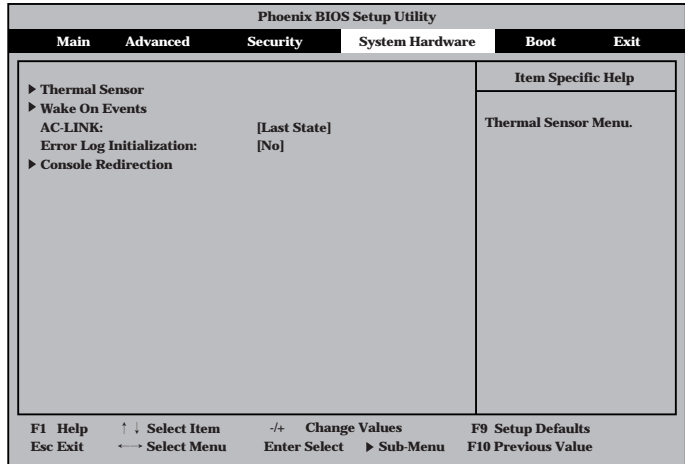 Phoenix BIOS Setup Utility
Main Advanced Security System Hardware Boot Exit
Item Specific Help
▶ Thermal Sensor
▶ Wake On Events
Thermal Sensor Menu.
AC-LINK: [Last State]
Error Log Initialization: [No]
▶ Console Redirection
F1 Help ↑↓ Select Item -/+ Change Values F9 Setup Defaults
Esc Exit ←→ Select Menu Enter Select ▶ Sub-Menu F10 Previous Value